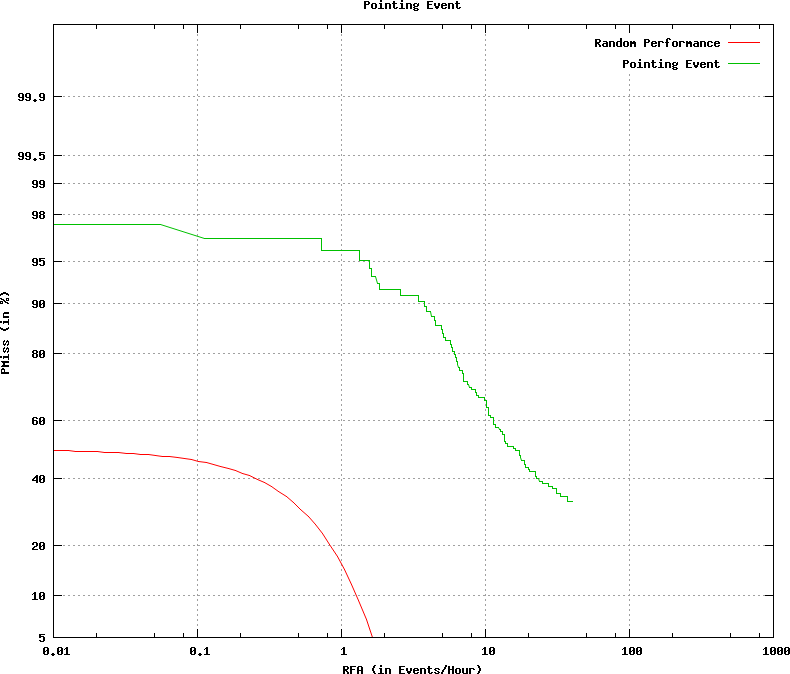 Pointing Event
Random Performance
Pointing Event
99.9
99.5
99
98
95
90
80
60
40
20
10
5
PMiss (in %)
0.01 0.1 1 10 100 1000
RFA (in Events/Hour)